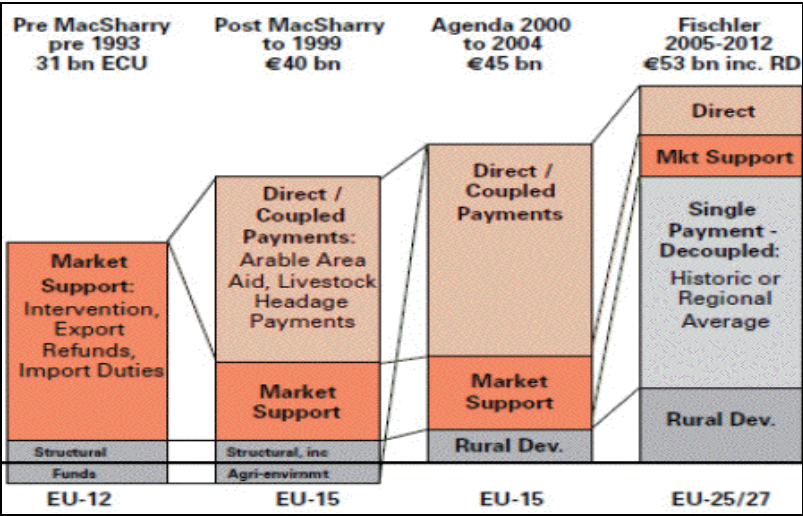 Pre MacSharry
pre 1993
31 bn ECU
Post MacSharry
to 1999
€40 bn
Agenda 2000
to 2004
€45 bn
Fischler
2005-2012
€53 bn inc. RD
Market
Support:
Intervention,
Export
Refunds,
Import Duties
Structural
Funds
EU-12
Direct /
Coupled
Payments:
Arable Area
Aid, Livestock
Headage
Payments
Market
Support
Structural, inc
Agri-envirnmt
EU-15
Direct /
Coupled
Payments
Market
Support
Rural Dev.
EU-15
Direct
Mkt Support
Single
Payment -
Decoupled:
Historic or
Regional
Average
Rural Dev.
EU-25/27